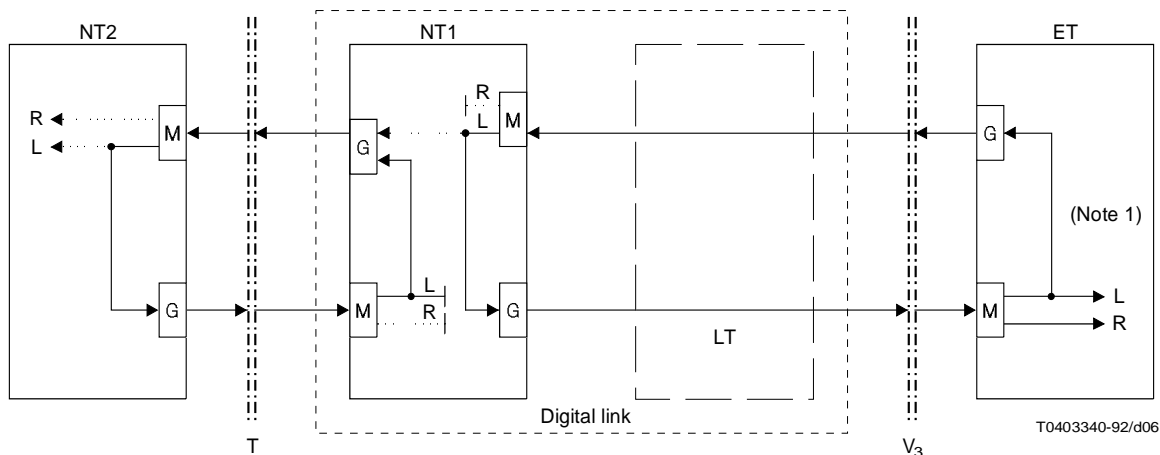 NT2
NT1
ET
R
L
M
G
R
L
M
G
(Note 1)
G
M
L
R
G
LT
M
L
R
Digital link
T
V3
T0403340-92/d06